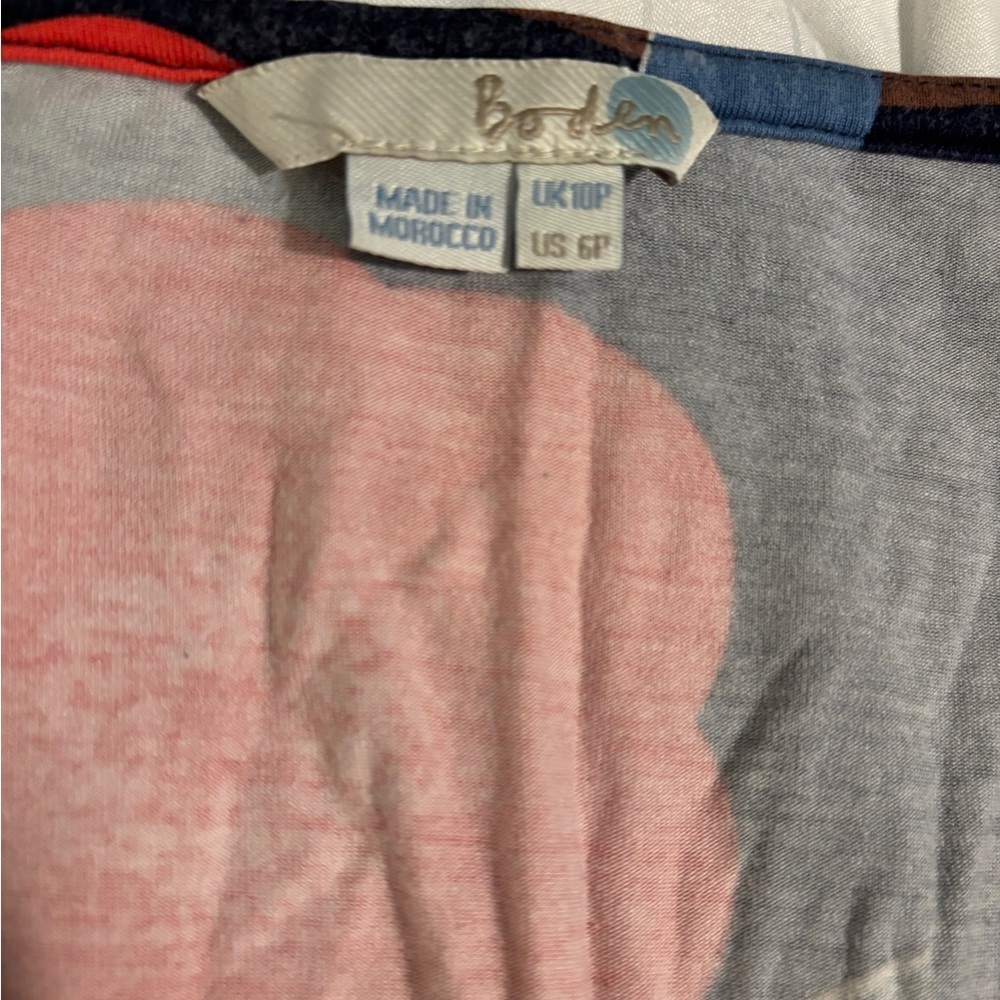 Boden
MADE IN
MOROCCO
UK10P
US 6P